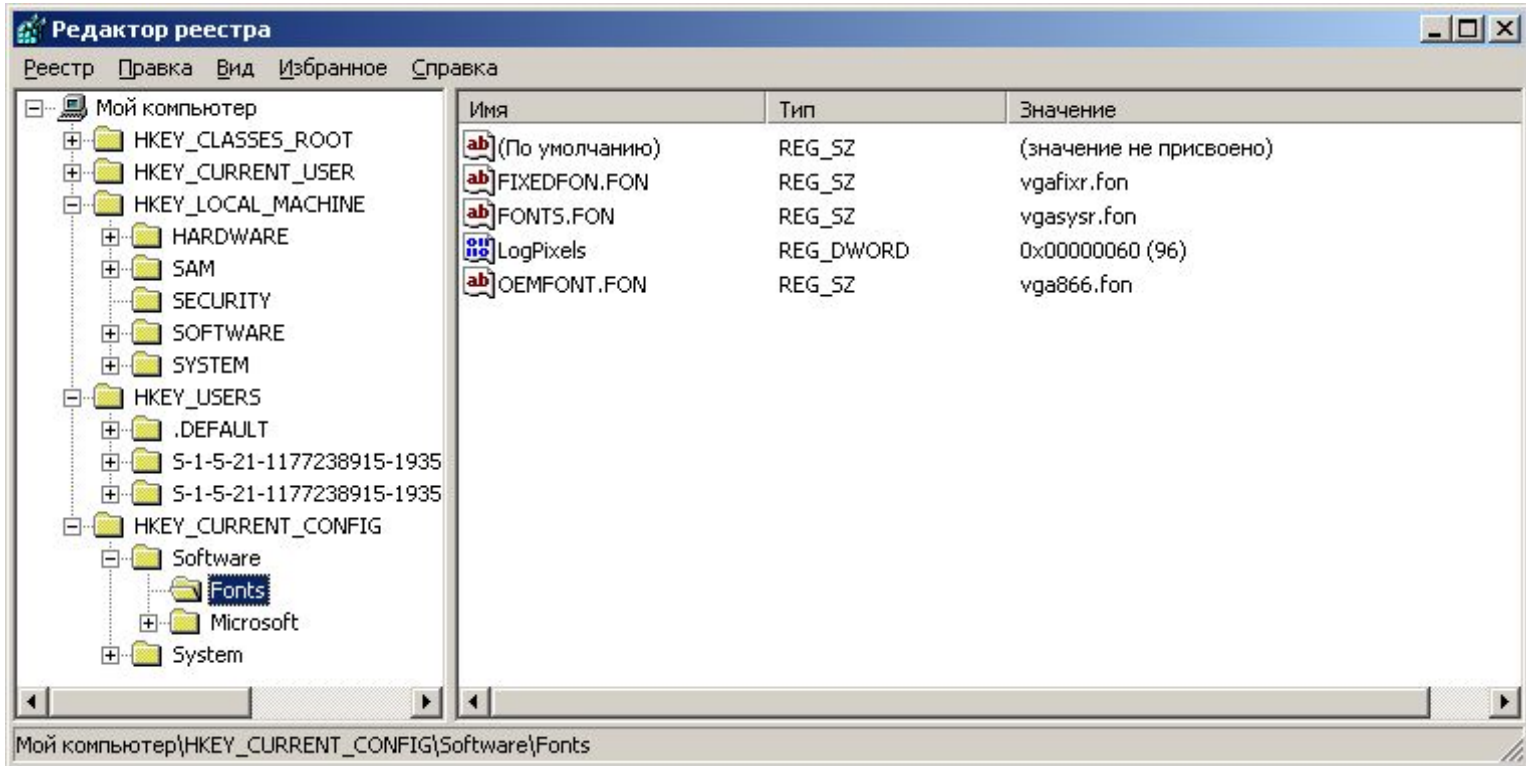 Редактор реестра
Реестр Правка Вид Избранное Справка
Мой компьютер
HKEY_CLASSES_ROOT
HKEY_CURRENT_USER
HKEY_LOCAL_MACHINE
HARDWARE
SAM
SECURITY
SOFTWARE
SYSTEM
HKEY_USERS
.DEFAULT
S-1-5-21-1177238915-1935
S-1-5-21-1177238915-1935
HKEY_CURRENT_CONFIG
Software
Fonts
Microsoft
System
Имя Тип Значение
(По умолчанию) REG_SZ (значение не присвоено)
FIXEDFON.FON REG_SZ vgafixr.fon
FONTS.FON REG_SZ vgasysr.fon
LogPixels REG_DWORD 0x00000060 (96)
OEMFONT.FON REG_SZ vga866.fon
Мой компьютер\HKEY_CURRENT_CONFIG\Software\Fonts